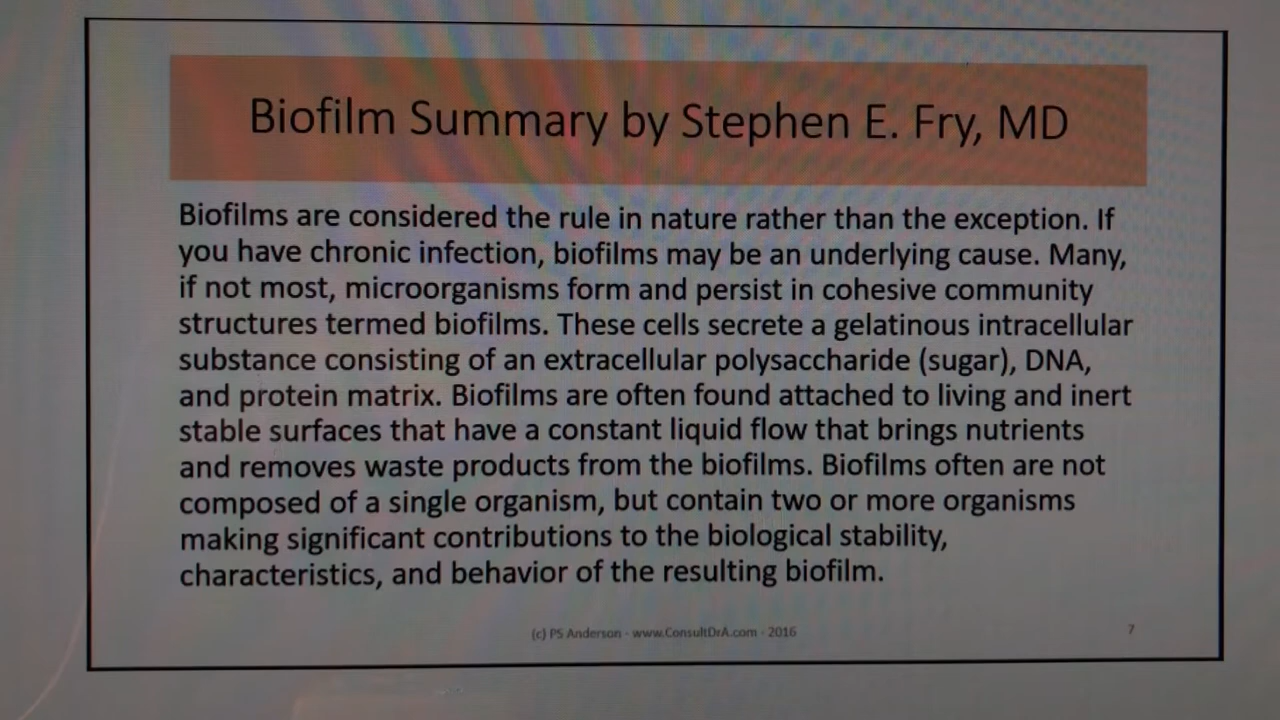 Biofilm Summary by Stephen E. Fry, MD
Biofilms are considered the rule in nature rather than the exception. If
you have chronic infection, biofilms may be an underlying cause. Many,
if not most, microorganisms form and persist in cohesive community
structures termed biofilms. These cells secrete a gelatinous intracellular
substance consisting of an extracellular polysaccharide (sugar), DNA,
and protein matrix. Biofilms are often found attached to living and inert
stable surfaces that have a constant liquid flow that brings nutrients
and removes waste products from the biofilms. Biofilms often are not
composed of a single organism, but contain two or more organisms
making significant contributions to the biological stability,
characteristics, and behavior of the resulting biofilm.
(c) PS Anderson - www.ConsultDrA.com - 2016
7